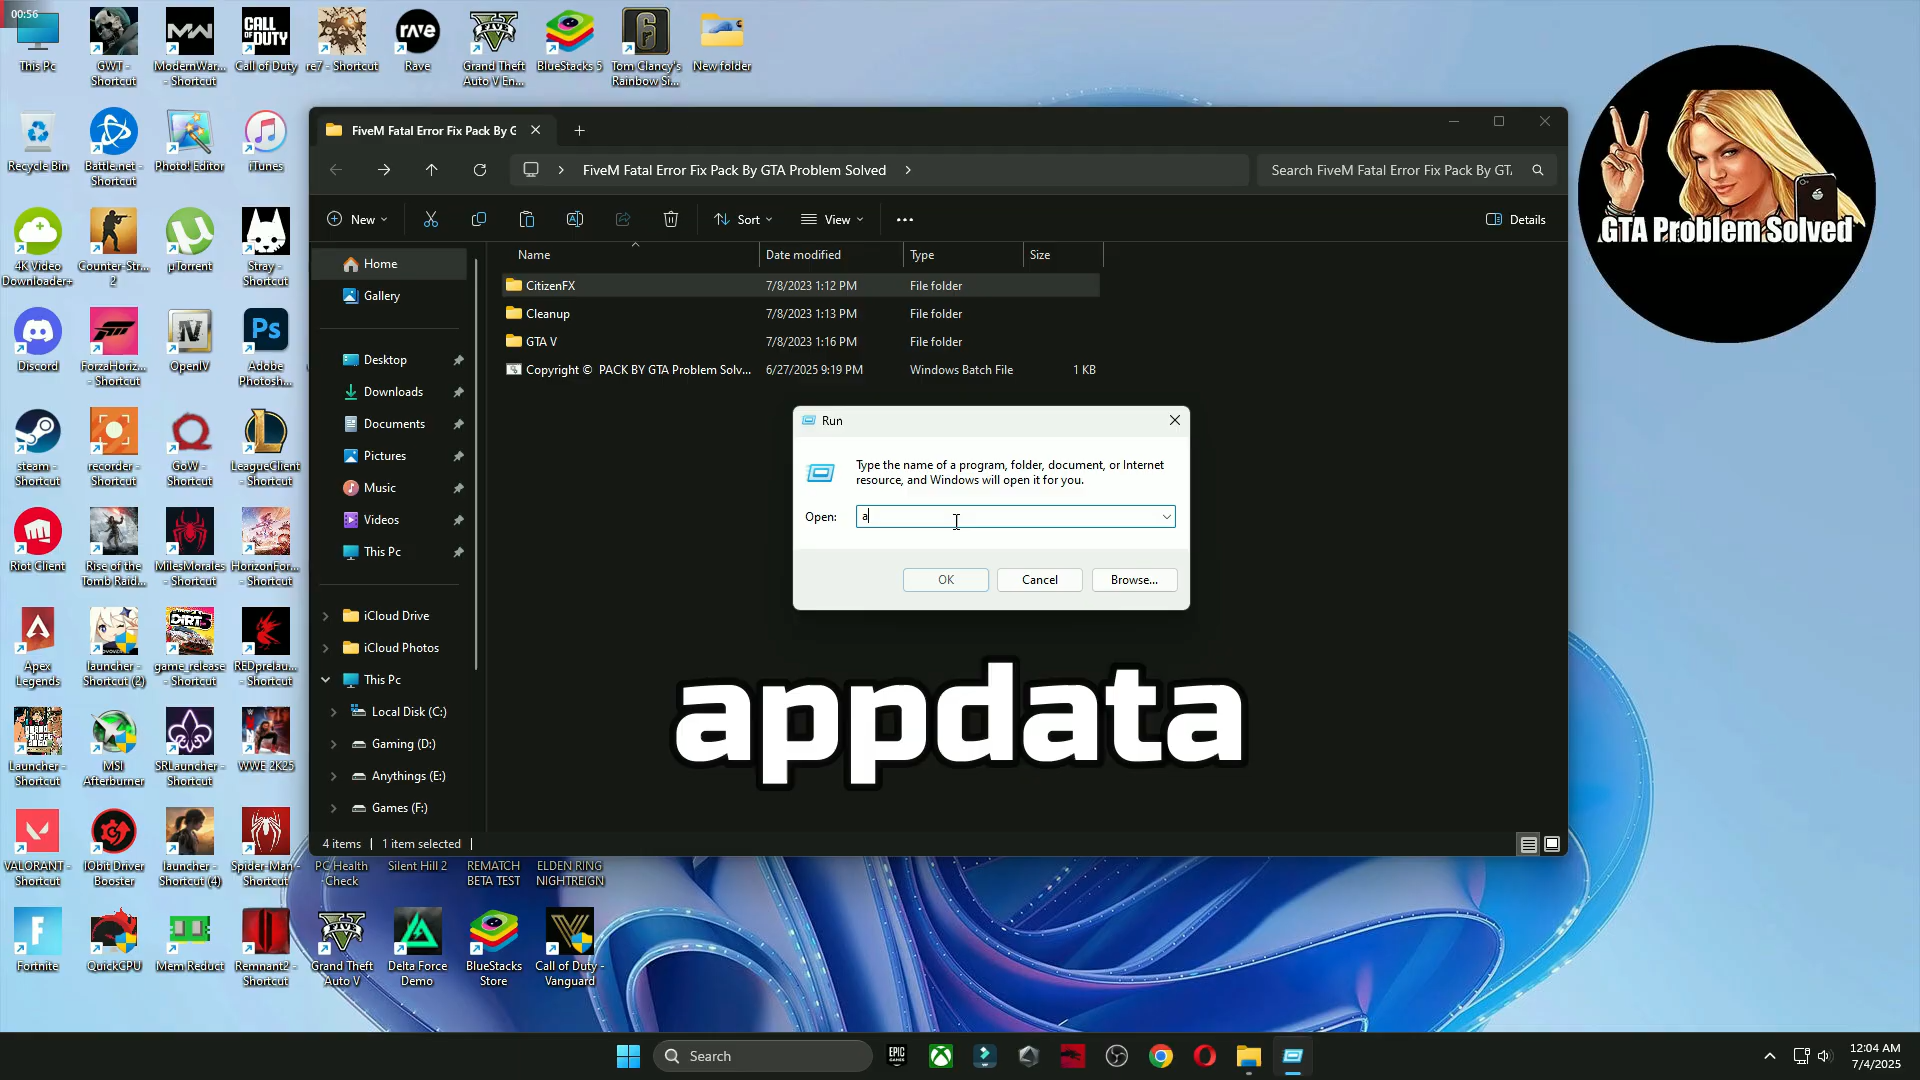 00:56
This Pc
GWT - Shortcut
ModernWar... - Shortcut
Call of Duty
re7 - Shortcut
Rave
Grand Theft Auto V En...
BlueStacks 5
Tom Clancy's Rainbow Si...
New folder
Recycle Bin
Battle.net - Shortcut
Photo! Editor
iTunes
4K Video Downloader+
Counter-Str... 2
µTorrent
Stray - Shortcut
Discord
ForzaHoriz... - Shortcut
OpenIV
Adobe Photosh...
steam - Shortcut
recorder - Shortcut
GoW - Shortcut
LeagueClient - Shortcut
Riot Client
Rise of the Tomb Raid...
MilesMorales - Shortcut
HorizonFor... - Shortcut
Apex Legends
launcher - Shortcut (2)
game_release - Shortcut
REDprelau... - Shortcut
Launcher - Shortcut
MSI Afterburner
SRLauncher - Shortcut
WWE 2K25
VALORANT - Shortcut
IObit Driver Booster
launcher - Shortcut (4)
Spider-Man - Shortcut
PC Health Check
Silent Hill 2
REMATCH BETA TEST
ELDEN RING NIGHTREIGN
Fortnite
QuickCPU
Mem Reduct
Remnant2 - Shortcut
Grand Theft Auto V
Delta Force Demo
BlueStacks Store
Call of Duty - Vanguard
FiveM Fatal Error Fix Pack By G
FiveM Fatal Error Fix Pack By GTA Problem Solved
Search FiveM Fatal Error Fix Pack By GT.
New
Sort
View
Details
Home
Gallery
Desktop
Downloads
Documents
Pictures
Music
Videos
This Pc
iCloud Drive
iCloud Photos
This Pc
Local Disk (C:)
Gaming (D:)
Anythings (E:)
Games (F:)
Name Date modified Type Size
CitizenFX 7/8/2023 1:12 PM File folder
Cleanup 7/8/2023 1:13 PM File folder
GTA V 7/8/2023 1:16 PM File folder
Copyright © PACK BY GTA Problem Solv... 6/27/2025 9:19 PM Windows Batch File 1 KB
Run
Type the name of a program, folder, document, or Internet
resource, and Windows will open it for you.
Open: a
OK Cancel Browse...
appdata
4 items 1 item selected
GTA Problem Solved
Search
EPIC GAMES
12:04 AM
7/4/2025